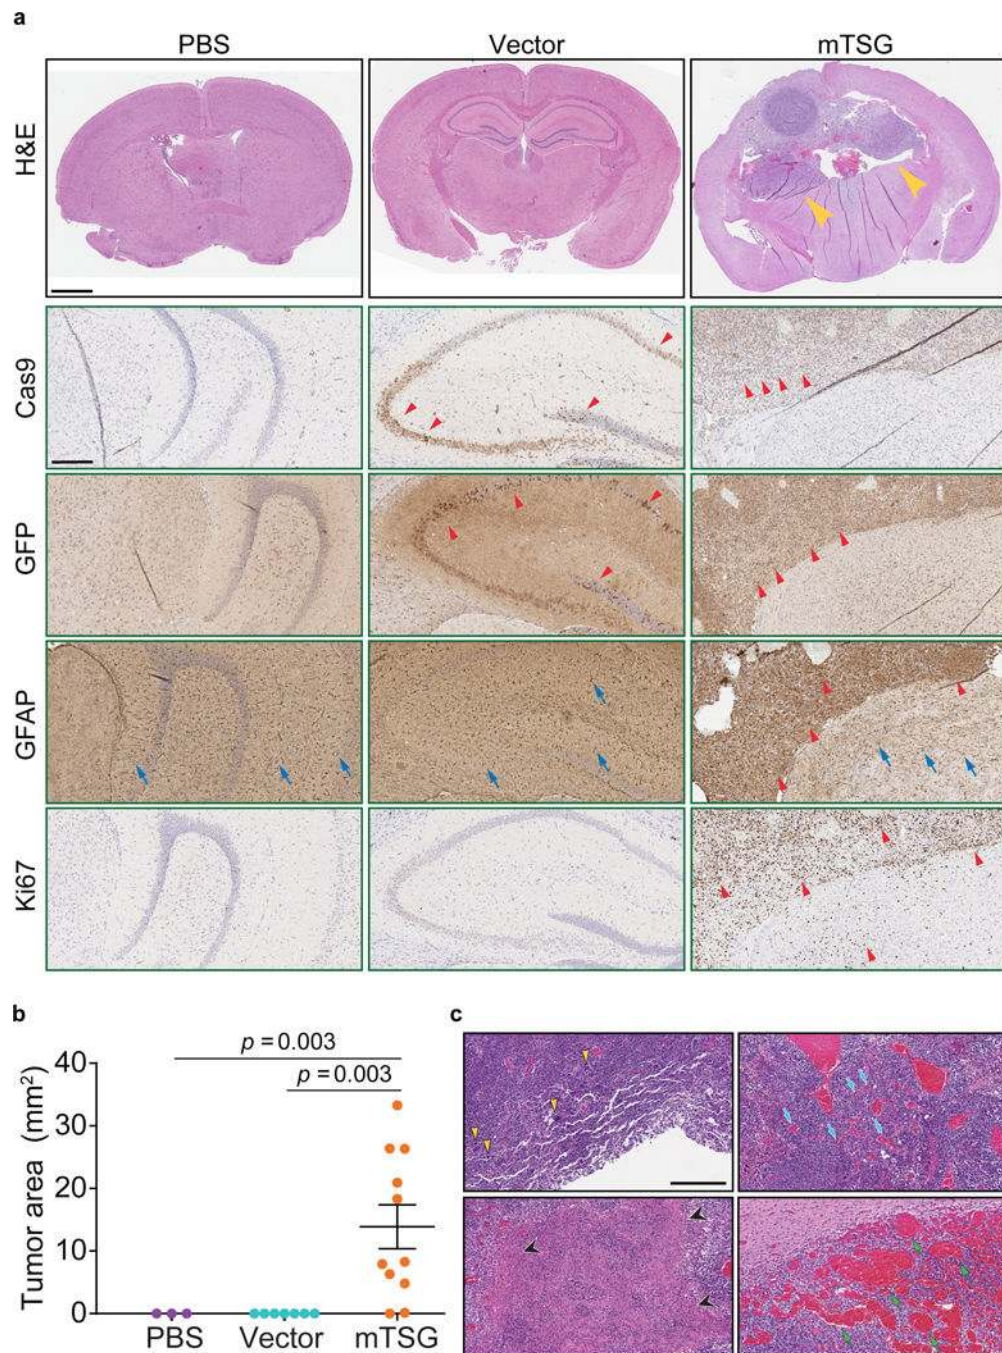 a
PBS
Vector
mTSG
H&E
Cas9
GFP
GFAP
Ki67
b
p = 0.003
p = 0.003
40
30
20
10
0
Tumor area (mm²)
PBS
Vector
mTSG
c